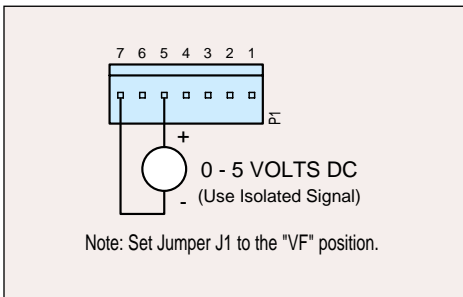 7 6 5 4 3 2 1
P1
+
0 - 5 VOLTS DC
- (Use Isolated Signal)
Note: Set Jumper J1 to the "VF" position.